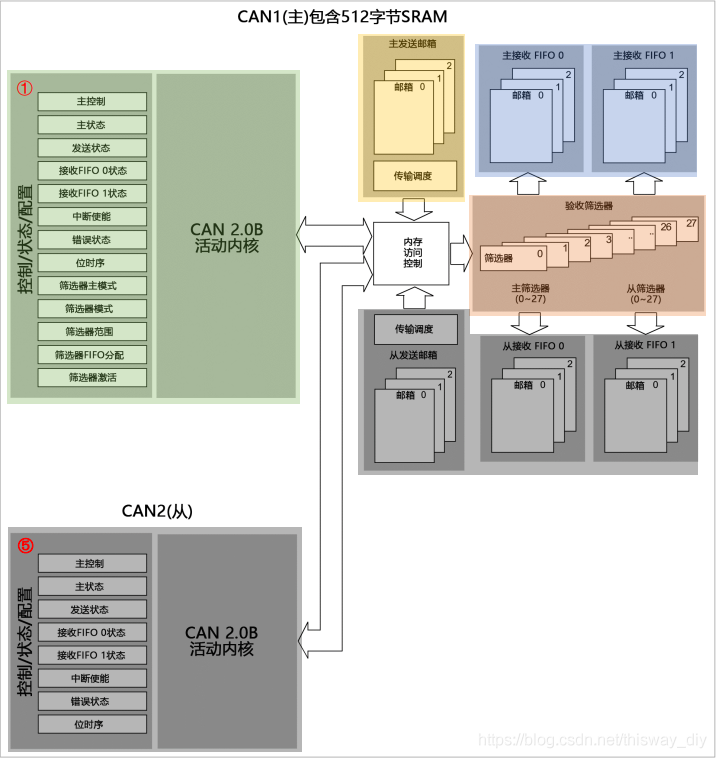 CAN1(主)包含512字节SRAM
①
控制/状态/配置
主控制
主状态
发送状态
接收FIFO 0状态
接收FIFO 1状态
中断使能
错误状态
位时序
筛选器主模式
筛选器模式
筛选器范围
筛选器FIFO分配
筛选器激活
CAN 2.0B
活动内核
主发送邮箱
2
1
邮箱 0
传输调度
主接收 FIFO 0
2
1
邮箱 0
主接收 FIFO 1
2
1
邮箱 0
内存
访问
控制
验收筛选器
筛选器 0 1 2 3 .. .. 26 27
主筛选器
(0~27)
从筛选器
(0~27)
传输调度
从发送邮箱
2
1
邮箱 0
从接收 FIFO 0
2
1
邮箱 0
从接收 FIFO 1
2
1
邮箱 0
CAN2(从)
⑤
控制/状态/配置
主控制
主状态
发送状态
接收FIFO 0状态
接收FIFO 1状态
中断使能
错误状态
位时序
CAN 2.0B
活动内核
https://blog.csdn.net/thisway_diy